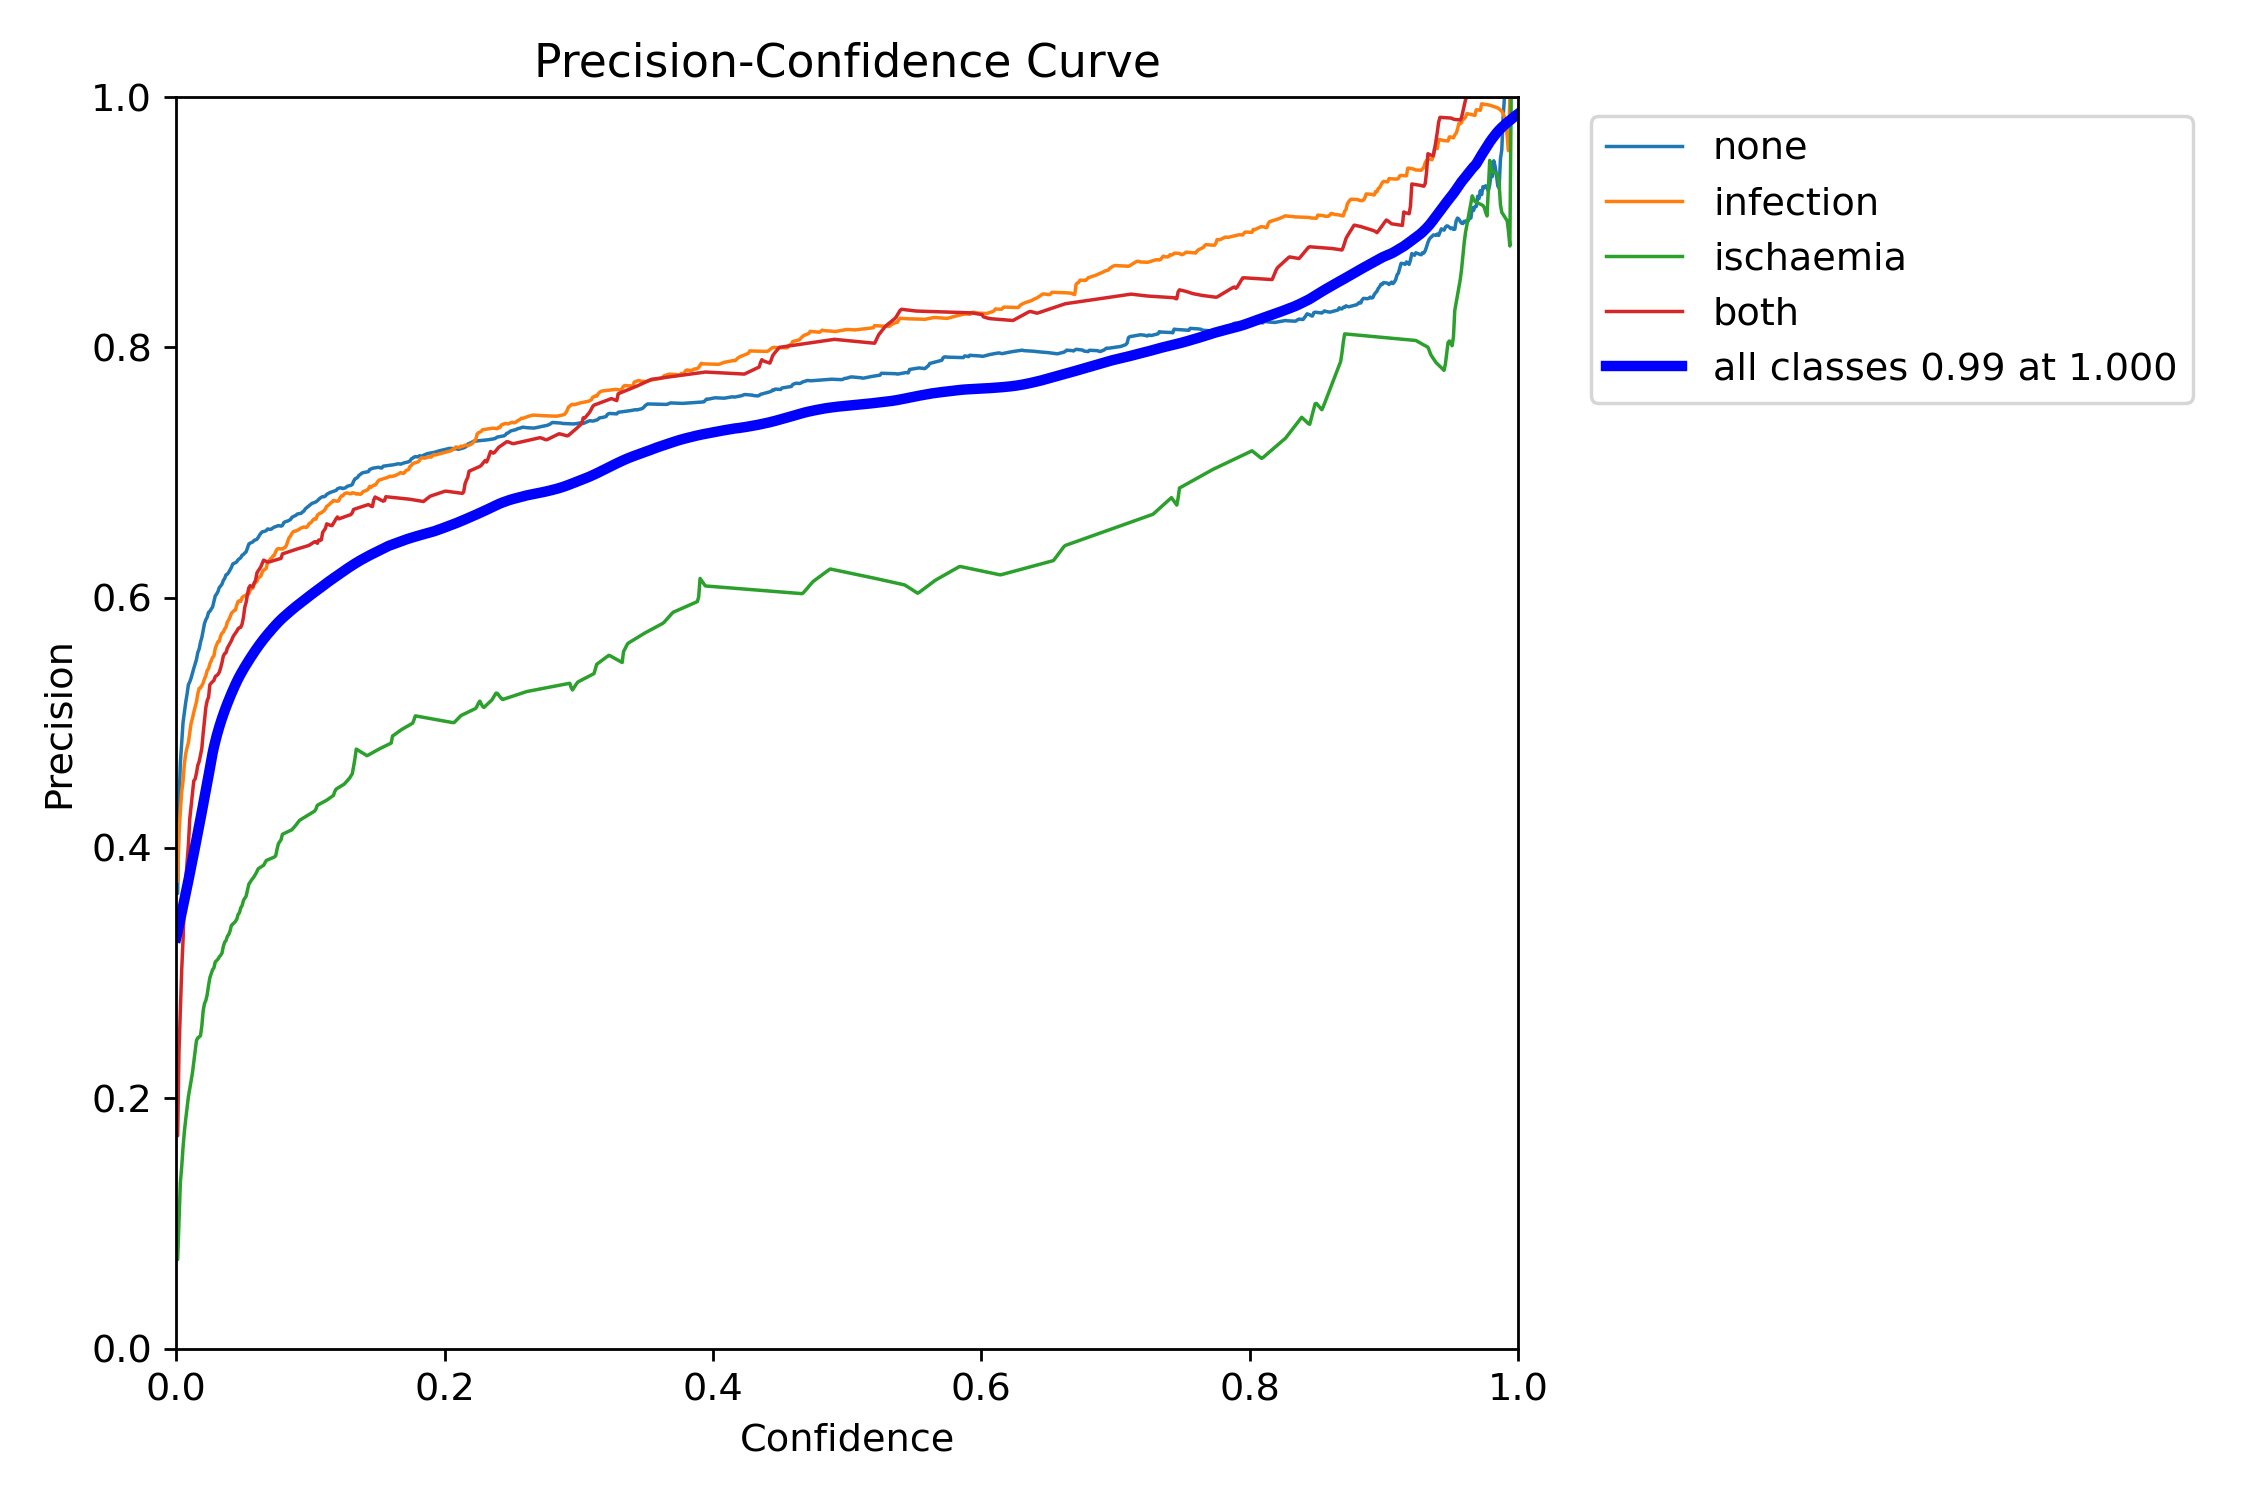 Precision-Confidence Curve
1.0
0.8
0.6
0.4
0.2
0.0
Precision
0.0 0.2 0.4 0.6 0.8 1.0
Confidence
none
infection
ischaemia
both
all classes 0.99 at 1.000